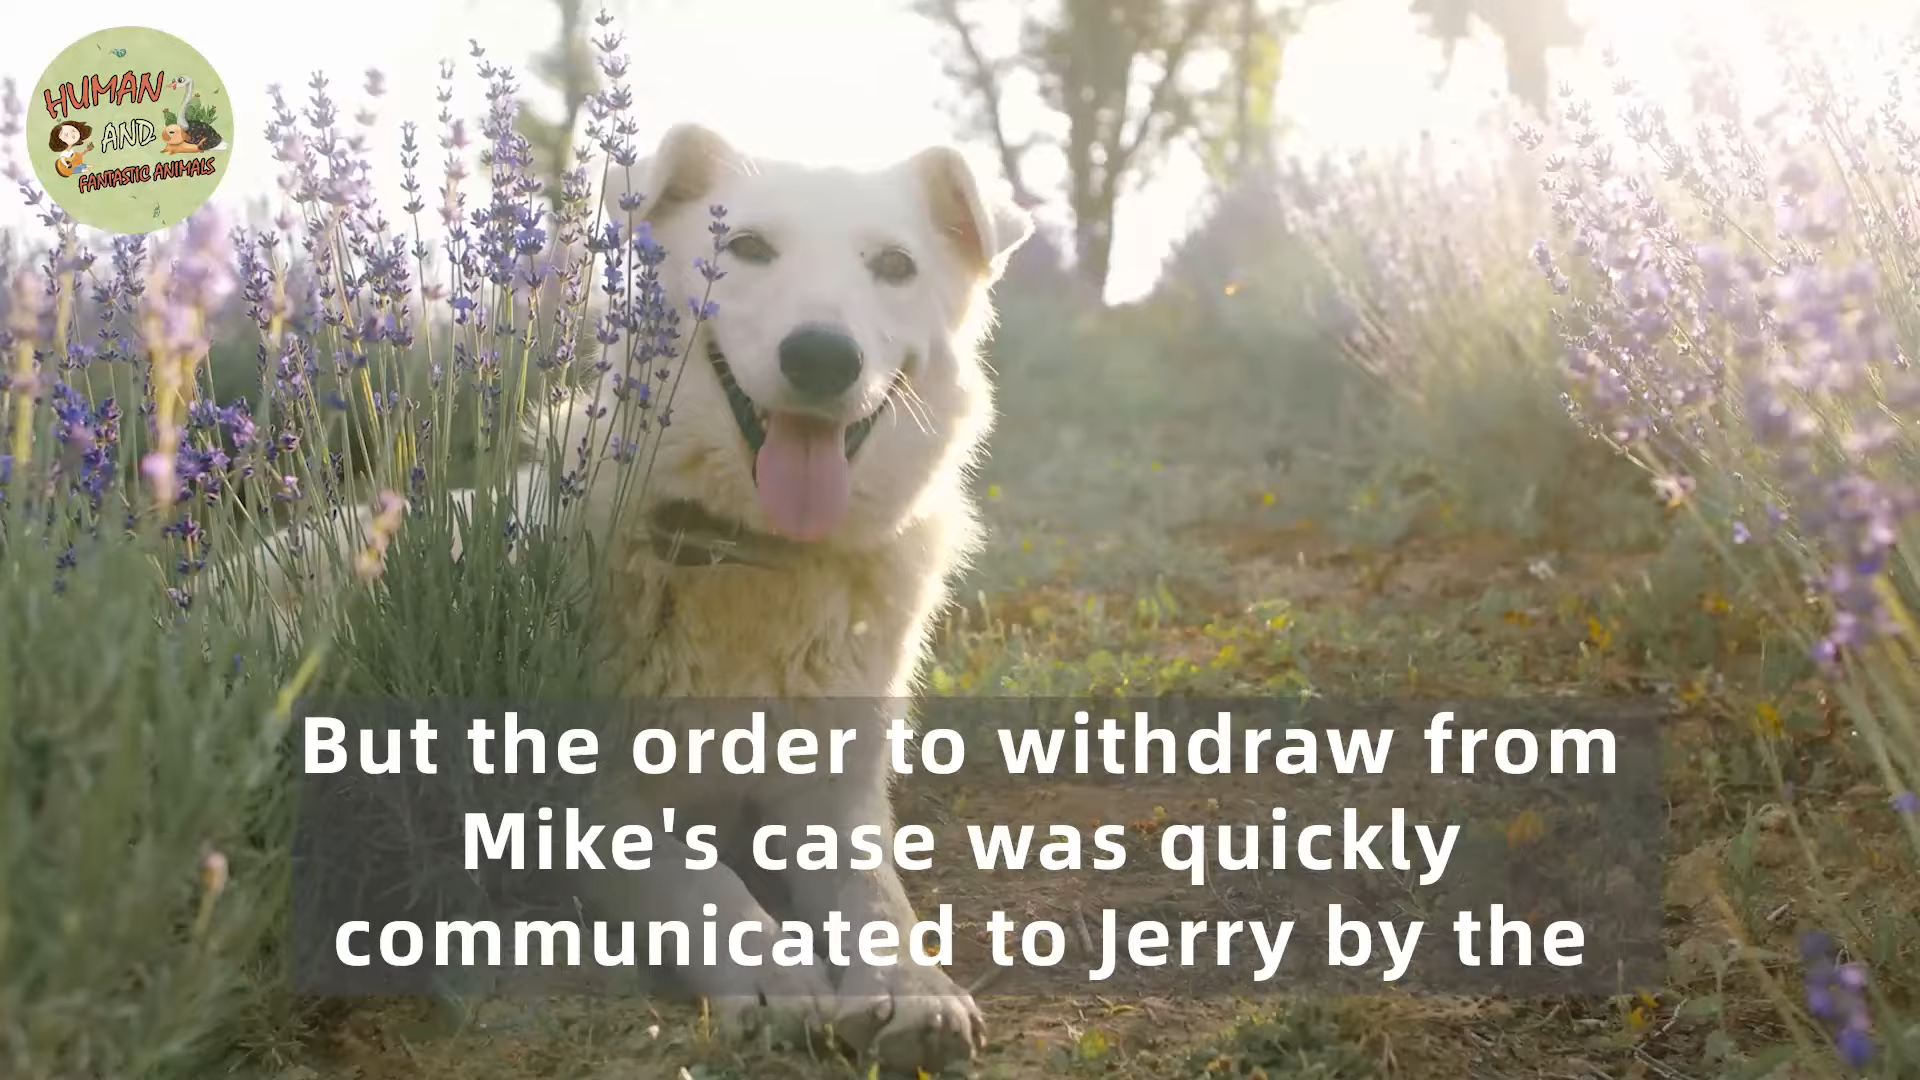 HUMAN
AND
FANTASTIC ANIMALS
But the order to withdraw from
Mike's case was quickly
communicated to Jerry by the